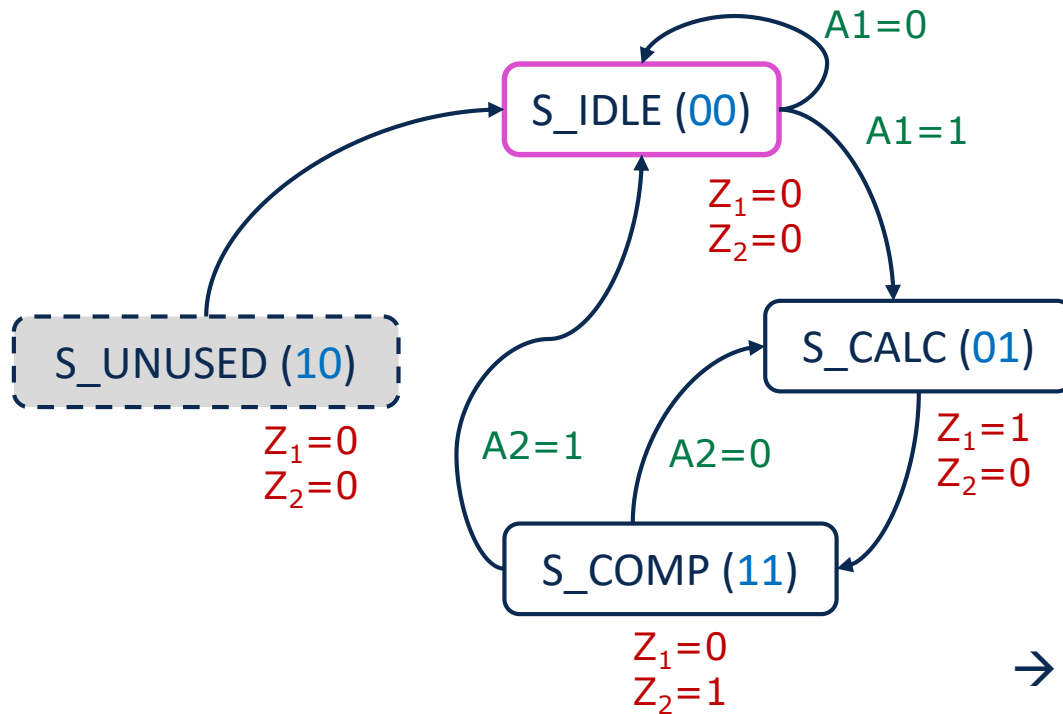 A1=0
S_IDLE (00)
A1=1
Z₁=0
Z₂=0
S_UNUSED (10)
S_CALC (01)
Z₁=0
Z₂=0
A2=1
A2=0
Z₁=1
Z₂=0
S_COMP (11)
Z₁=0
Z₂=1
→